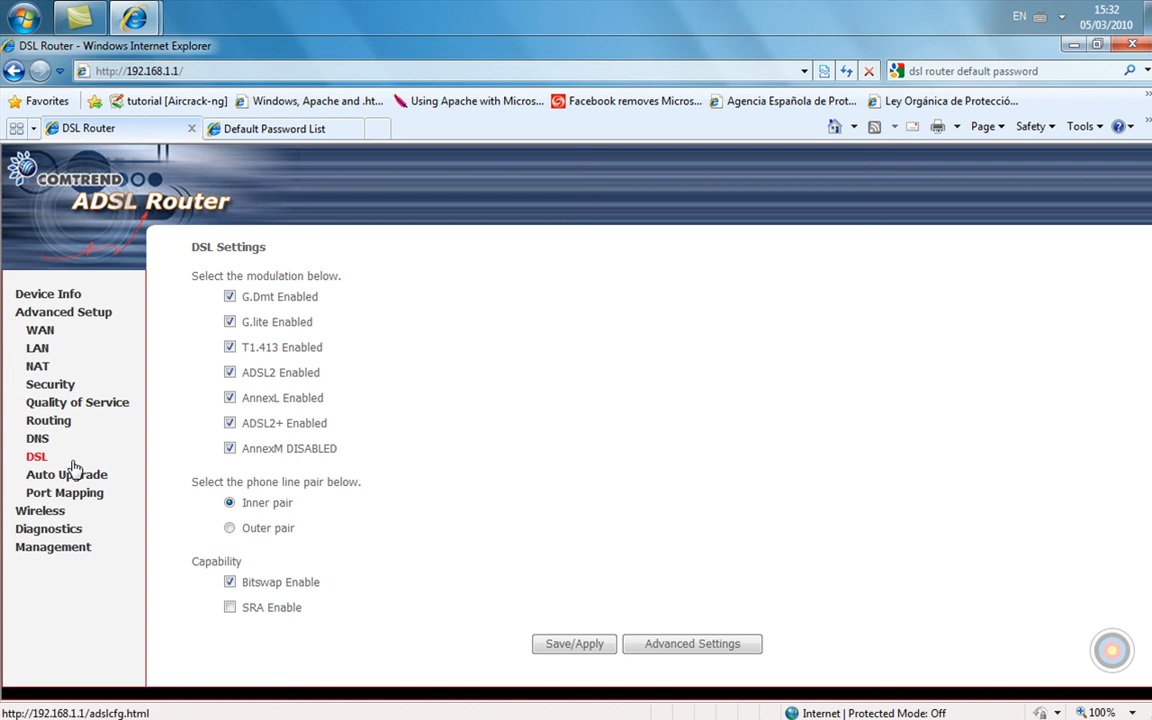 EN
15:32
05/03/2010
DSL Router - Windows Internet Explorer
http://192.168.1.1/
dsl router default password
Favorites
tutorial [Aircrack-ng]
Windows, Apache and .ht...
Using Apache with Micros...
Facebook removes Micros...
Agencia Española de Prot...
Ley Orgánica de Protecció...
DSL Router
Default Password List
Page
Safety
Tools
COMTREND
ADSL Router
Device Info
Advanced Setup
WAN
LAN
NAT
Security
Quality of Service
Routing
DNS
DSL
Auto Upgrade
Port Mapping
Wireless
Diagnostics
Management
DSL Settings
Select the modulation below.
G.Dmt Enabled
G.lite Enabled
T1.413 Enabled
ADSL2 Enabled
AnnexL Enabled
ADSL2+ Enabled
AnnexM DISABLED
Select the phone line pair below.
Inner pair
Outer pair
Capability
Bitswap Enable
SRA Enable
Save/Apply
Advanced Settings
http://192.168.1.1/adslcfg.html
Internet | Protected Mode: Off
100%